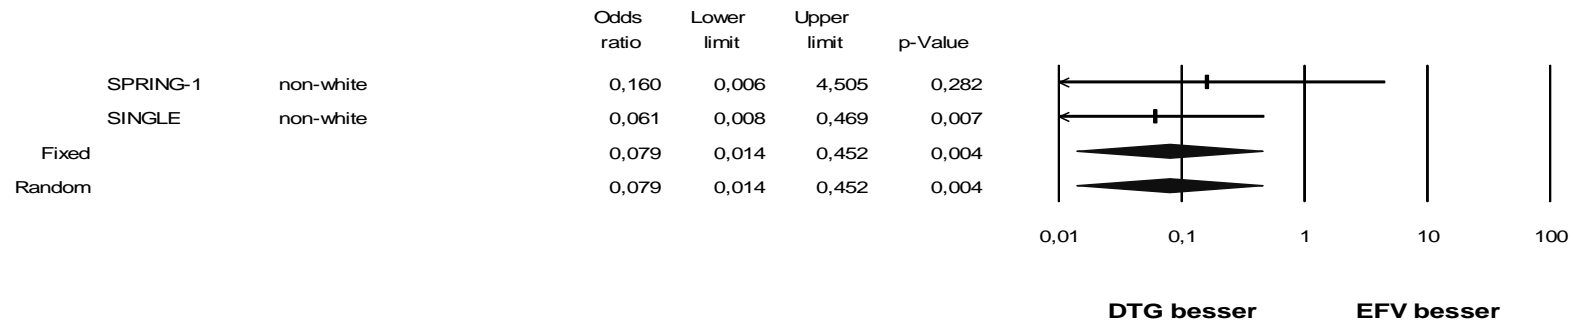 Odds Lower Upper
ratio limit limit p-Value
SPRING-1 non-white 0,160 0,006 4,505 0,282
SINGLE non-white 0,061 0,008 0,469 0,007
Fixed 0,079 0,014 0,452 0,004
Random 0,079 0,014 0,452 0,004
0,01 0,1 1 10 100
DTG besser EFV besser